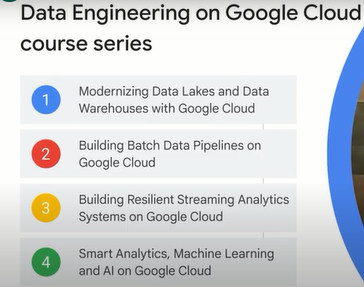 Data Engineering on Google Cloud
course series
1
Modernizing Data Lakes and Data
Warehouses with Google Cloud
2
Building Batch Data Pipelines on
Google Cloud
3
Building Resilient Streaming Analytics
Systems on Google Cloud
4
Smart Analytics, Machine Learning
and AI on Google Cloud